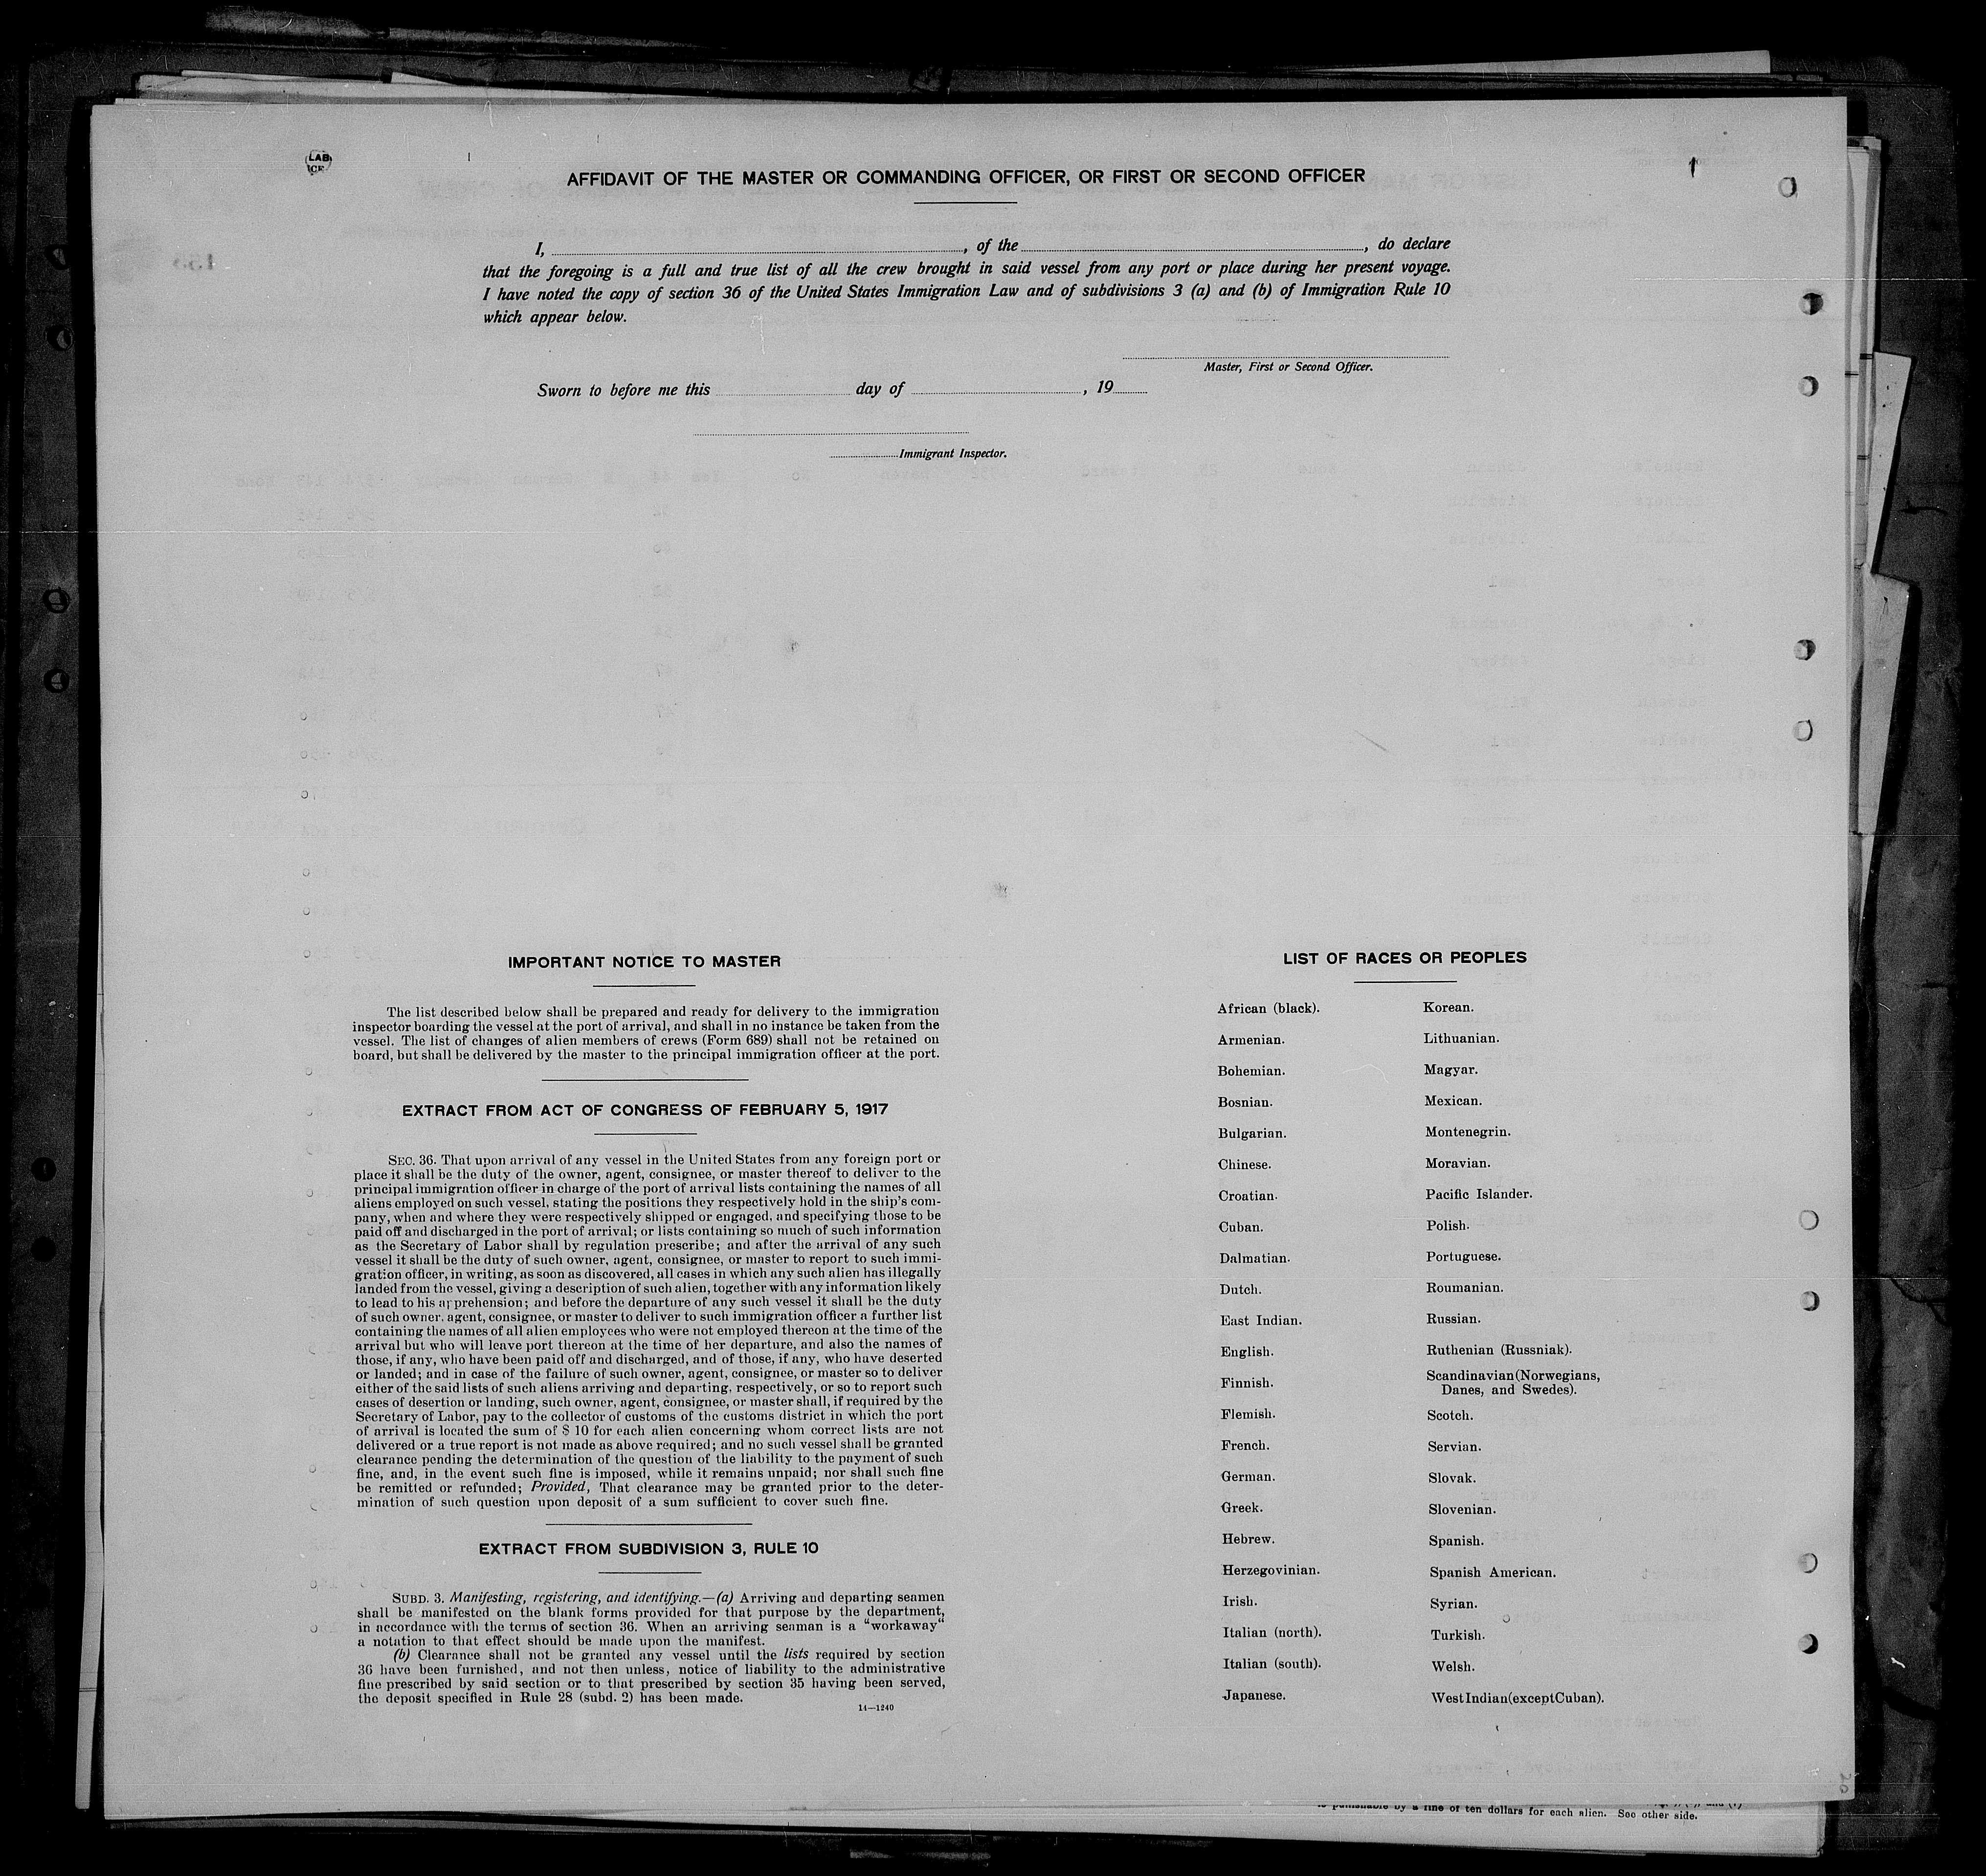 LAB
ICE
AFFIDAVIT OF THE MASTER OR COMMANDING OFFICER, OR FIRST OR SECOND OFFICER
I, , of the , do declare
that the foregoing is a full and true list of all the crew brought in said vessel from any port or place during her present voyage.
I have noted the copy of section 36 of the United States Immigration Law and of subdivisions 3 (a) and (b) of Immigration Rule 10
which appear below.
Master, First or Second Officer.
Sworn to before me this day of , 19
Immigrant Inspector.
IMPORTANT NOTICE TO MASTER
The list described below shall be prepared and ready for delivery to the immigration
inspector boarding the vessel at the port of arrival, and shall in no instance be taken from the
vessel. The list of changes of alien members of crews (Form 689) shall not be retained on
board, but shall be delivered by the master to the principal immigration officer at the port.
EXTRACT FROM ACT OF CONGRESS OF FEBRUARY 5, 1917
SEC. 36. That upon arrival of any vessel in the United States from any foreign port or
place it shall be the duty of the owner, agent, consignee, or master thereof to deliver to the
principal immigration officer in charge of the port of arrival lists containing the names of all
aliens employed on such vessel, stating the positions they respectively hold in the ship's com-
pany, when and where they were respectively shipped or engaged, and specifying those to be
paid off and discharged in the port of arrival; or lists containing so much of such information
as the Secretary of Labor shall by regulation prescribe; and after the arrival of any such
vessel it shall be the duty of such owner, agent, consignee, or master to report to such immi-
gration officer, in writing, as soon as discovered, all cases in which any such alien has illegally
landed from the vessel, giving a description of such alien, together with any information likely
to lead to his apprehension; and before the departure of any such vessel it shall be the duty
of such owner. agent, consignee, or master to deliver to such immigration officer a further list
containing the names of all alien employees who were not employed thereon at the time of the
arrival but who will leave port thereon at the time of her departure, and also the names of
those, if any, who have been paid off and discharged, and of those, if any, who have deserted
or landed; and in case of the failure of such owner, agent, consignee, or master so to deliver
either of the said lists of such aliens arriving and departing, respectively, or so to report such
cases of desertion or landing, such owner, agent, consignee, or master shall, if required by the
Secretary of Labor, pay to the collector of customs of the customs district in which the port
of arrival is located the sum of $ 10 for each alien concerning whom correct lists are not
delivered or a true report is not made as above required; and no such vessel shall be granted
clearance pending the determination of the question of the liability to the payment of such
fine, and, in the event such fine is imposed, while it remains unpaid; nor shall such fine
be remitted or refunded; Provided, That clearance may be granted prior to the deter-
mination of such question upon deposit of a sum sufficient to cover such fine.
EXTRACT FROM SUBDIVISION 3, RULE 10
SUBD. 3. Manifesting, registering, and identifying.—(a) Arriving and departing seamen
shall be manifested on the blank forms provided for that purpose by the department,
in accordance with the terms of section 36. When an arriving seaman is a “workaway“
a notation to that effect should be made upon the manifest.
(b) Clearance shall not be granted any vessel until the lists required by section
36 have been furnished, and not then unless, notice of liability to the administrative
fine prescribed by said section or to that prescribed by section 35 having been served,
the deposit specified in Rule 28 (subd. 2) has been made.
14—1240
LIST OF RACES OR PEOPLES
African (black).
Armenian.
Bohemian.
Bosnian.
Bulgarian.
Chinese.
Croatian.
Cuban.
Dalmatian.
Dutch.
East Indian.
English.
Finnish.
Flemish.
French.
German.
Greek.
Hebrew.
Herzegovinian.
Irish.
Italian (north).
Italian (south).
Japanese.
Korean.
Lithuanian.
Magyar.
Mexican.
Montenegrin.
Moravian.
Pacific Islander.
Polish.
Portuguese.
Roumanian.
Russian.
Ruthenian (Russniak).
Scandinavian (Norwegians,
Danes, and Swedes).
Scotch.
Servian.
Slovak.
Slovenian.
Spanish.
Spanish American.
Syrian.
Turkish.
Welsh.
West Indian (except Cuban).
is punishable by a fine of ten dollars for each alien. See other side.